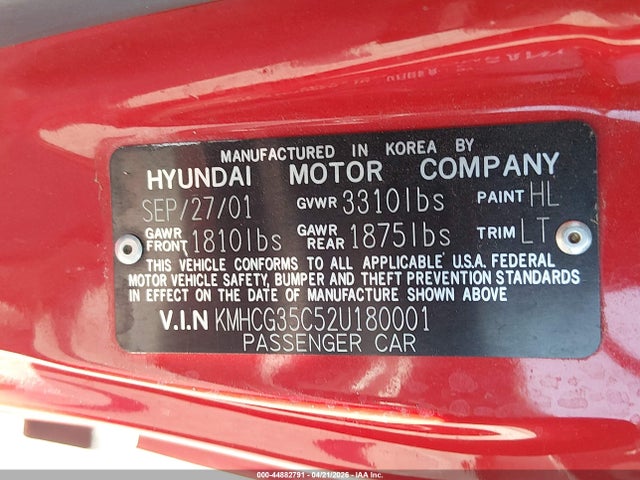 MANUFACTURED IN KOREA BY
HYUNDAI MOTOR COMPANY
SEP/27/01 GVWR 3310lbs PAINT HL
GAWR FRONT 1810lbs GAWR REAR 1875lbs TRIM LT
THIS VEHICLE CONFORMS TO ALL APPLICABLE U.S.A. FEDERAL
MOTOR VEHICLE SAFETY, BUMPER AND THEFT PREVENTION STANDARDS
IN EFFECT ON THE DATE OF MANUFACTURE SHOWN ABOVE
V.I.N KMHCG35C52U180001
PASSENGER CAR
000-44882791 - 04/21/2026 - IAA Inc.